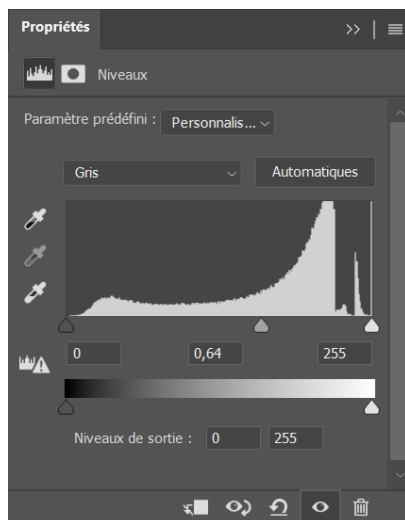 Propriétés
Niveaux
Paramètre prédéfini : Personnalis...
Gris Automatiques
0 0,64 255
Niveaux de sortie : 0 255